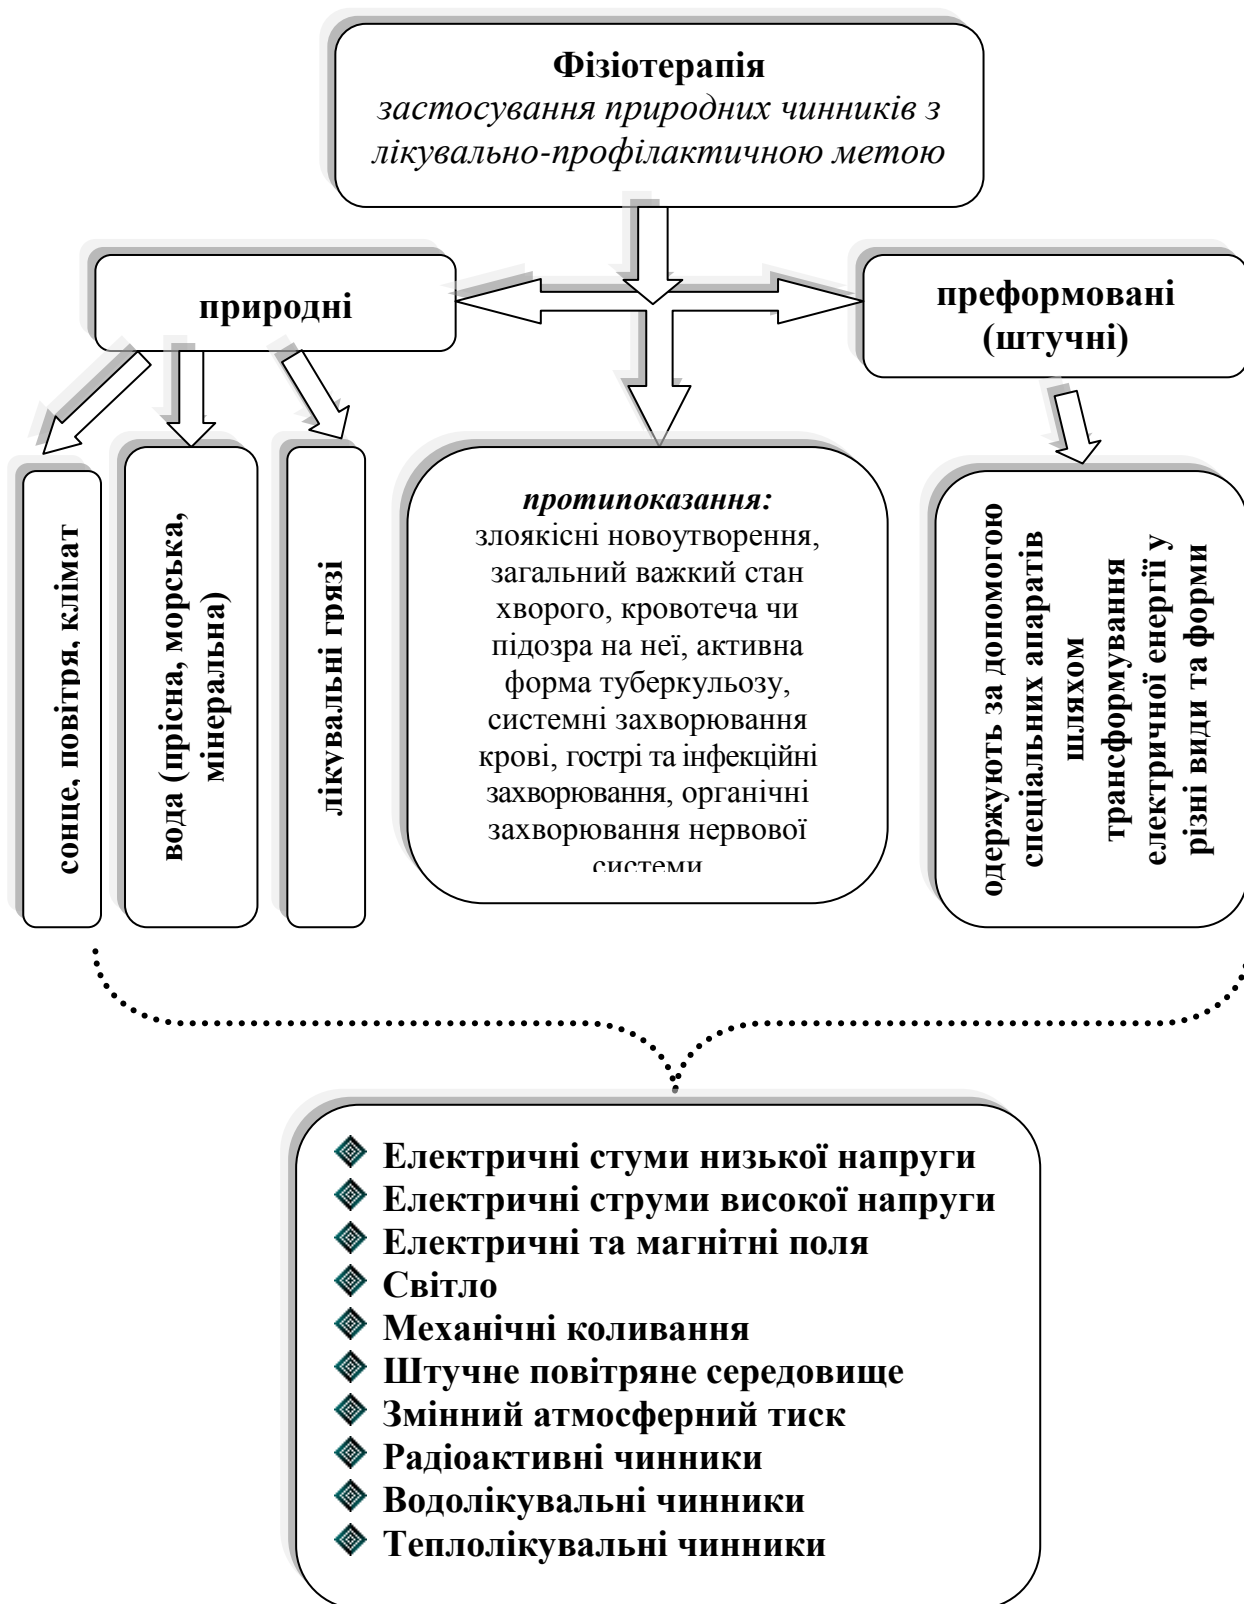 Фізіотерапія
застосування природних чинників з
лікувально-профілактичною метою
природні
преформовані
(штучні)
сонце, повітря, клімат
вода (прісна, морська,
мінеральна)
лікувальні грязі
протипоказання:
злоякісні новоутворення,
загальний важкий стан
хворого, кровотеча чи
підозра на неї, активна
форма туберкульозу,
системні захворювання
крові, гострі та інфекційні
захворювання, органічні
захворювання нервової
системи
одержують за допомогою
спеціальних апаратів
шляхом
трансформування
електричної енергії у
різні види та форми
Електричні стуми низької напруги
Електричні струми високої напруги
Електричні та магнітні поля
Світло
Механічні коливання
Штучне повітряне середовище
Змінний атмосферний тиск
Радіоактивні чинники
Водолікувальні чинники
Теплолікувальні чинники